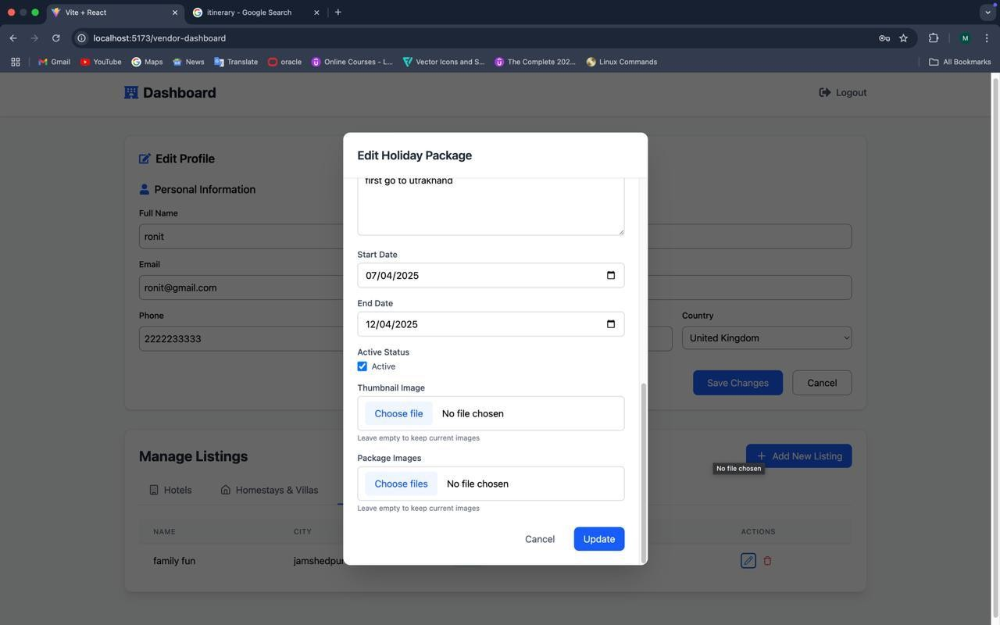 Vite + React
itinerary - Google Search
localhost:5173/vendor-dashboard
M
Gmail
YouTube
Maps
News
Translate
oracle
Online Courses - L...
Vector Icons and S...
The Complete 202...
Linux Commands
All Bookmarks
Dashboard
Logout
Edit Profile
Personal Information
Full Name
ronit
Email
ronit@gmail.com
Phone
2222233333
Country
United Kingdom
Save Changes
Cancel
Edit Holiday Package
first go to utrakhand
Start Date
07/04/2025
End Date
12/04/2025
Active Status
Active
Thumbnail Image
Choose file No file chosen
Leave empty to keep current images
Package Images
Choose files No file chosen
Leave empty to keep current images
Cancel
Update
Manage Listings
Add New Listing
No file chosen
Hotels
Homestays & Villas
NAME
CITY
ACTIONS
family fun
jamshedpur